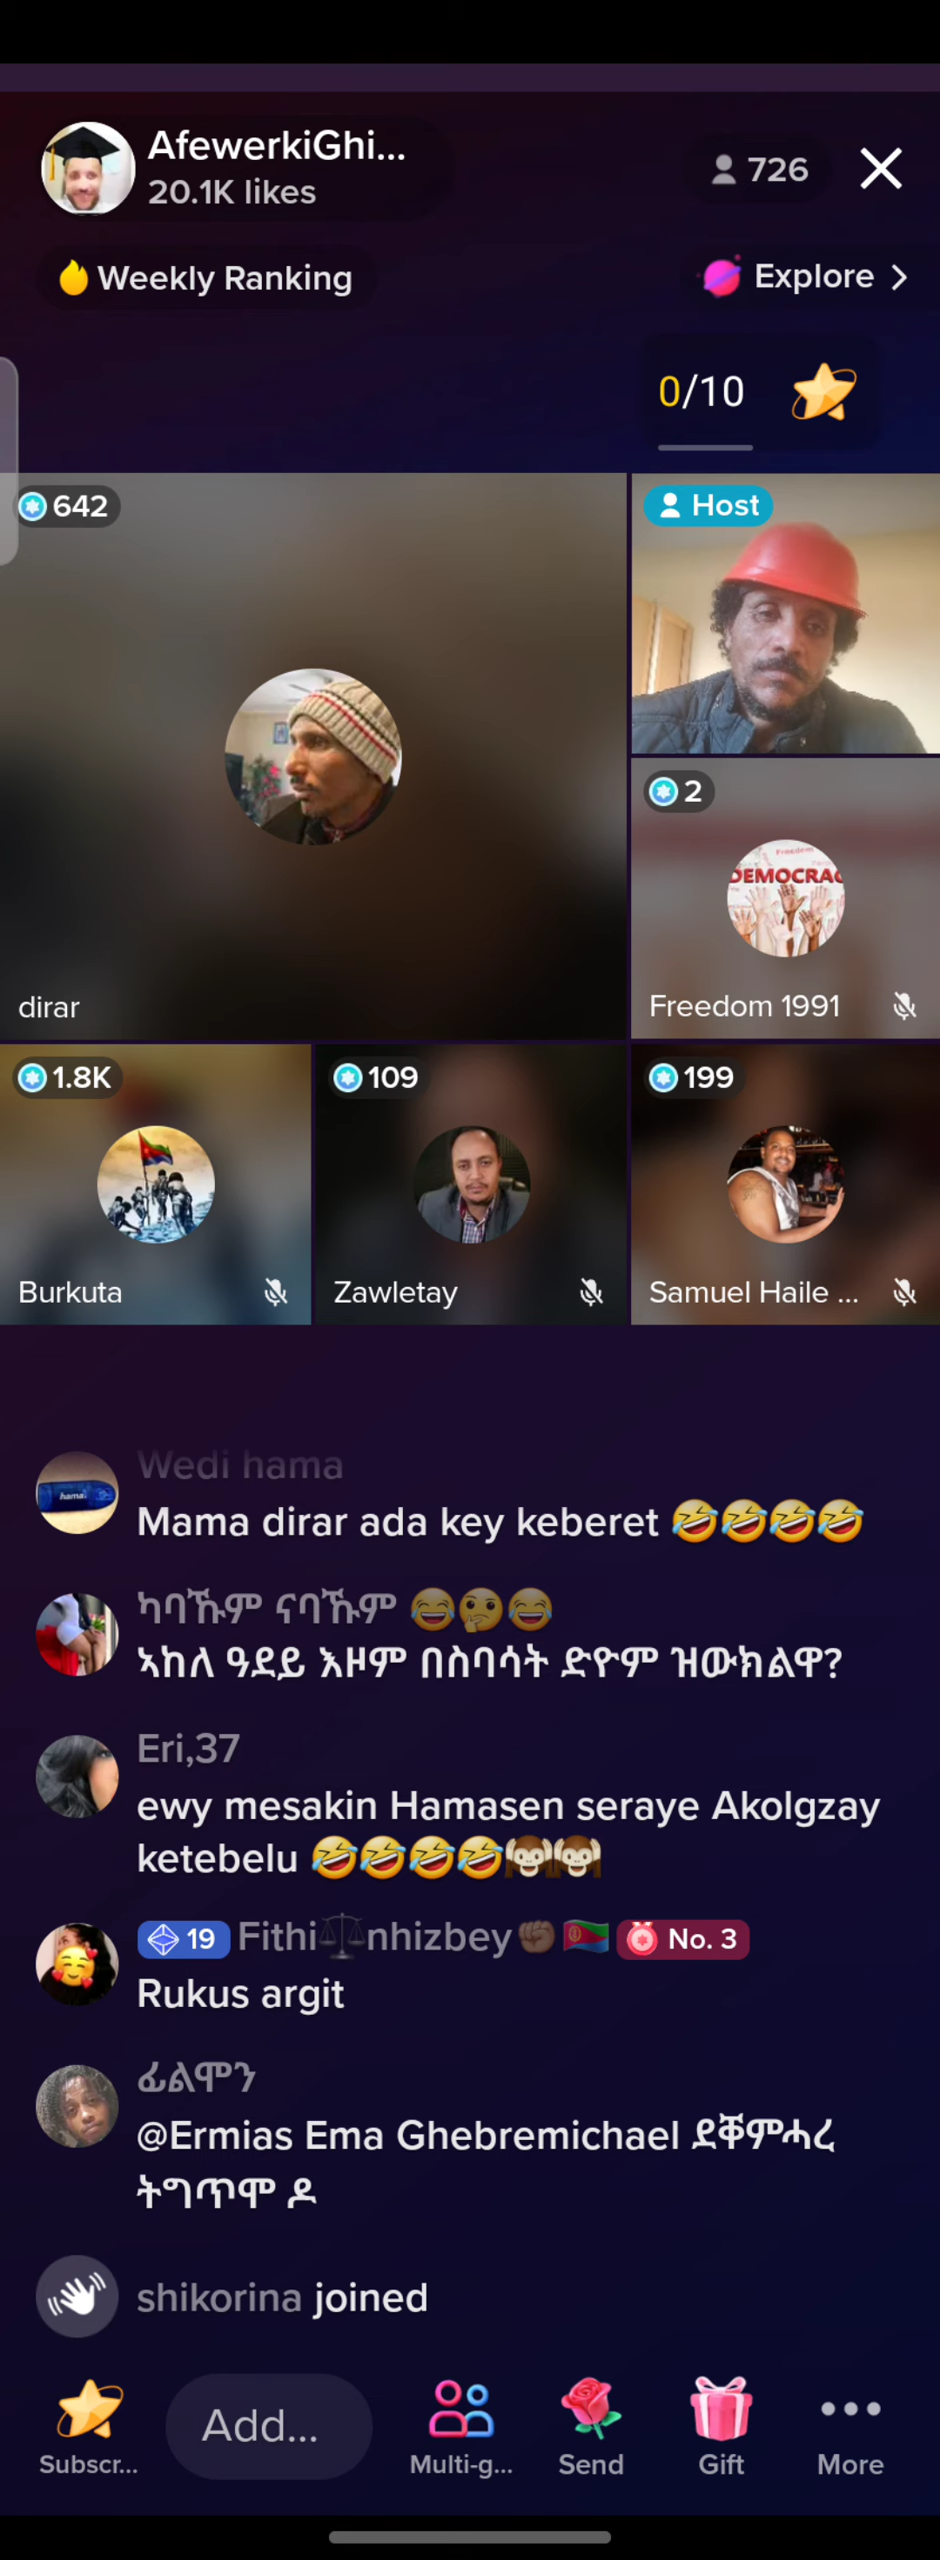 AfewerkiGhi...
20.1K likes
726
Weekly Ranking
Explore
0/10
642
Host
2
DEMOCRAC
dirar
Freedom 1991
1.8K
109
199
Burkuta
Zawletay
Samuel Haile ...
Wedi hama
hama
Mama dirar ada key keberet 🤣🤣🤣🤣
ካባኹም ናባኹም 😂🤔😂
ኣከለ ዓደይ እዞም በስባሳት ድዮም ዝውክልዋ?
Eri,37
ewy mesakin Hamasen seraye Akolgzay
ketebelu 🤣🤣🤣🤣🙉🙉
19 Fithi⚖️nhizbey✊🏾🇪🇷 No. 3
Rukus argit
ፊልሞን
@Ermias Ema Ghebremichael ደቹምሓረ
ትግጥሞ ዶ
shikorina joined
Subscr...
Add...
Multi-g...
Send
Gift
More